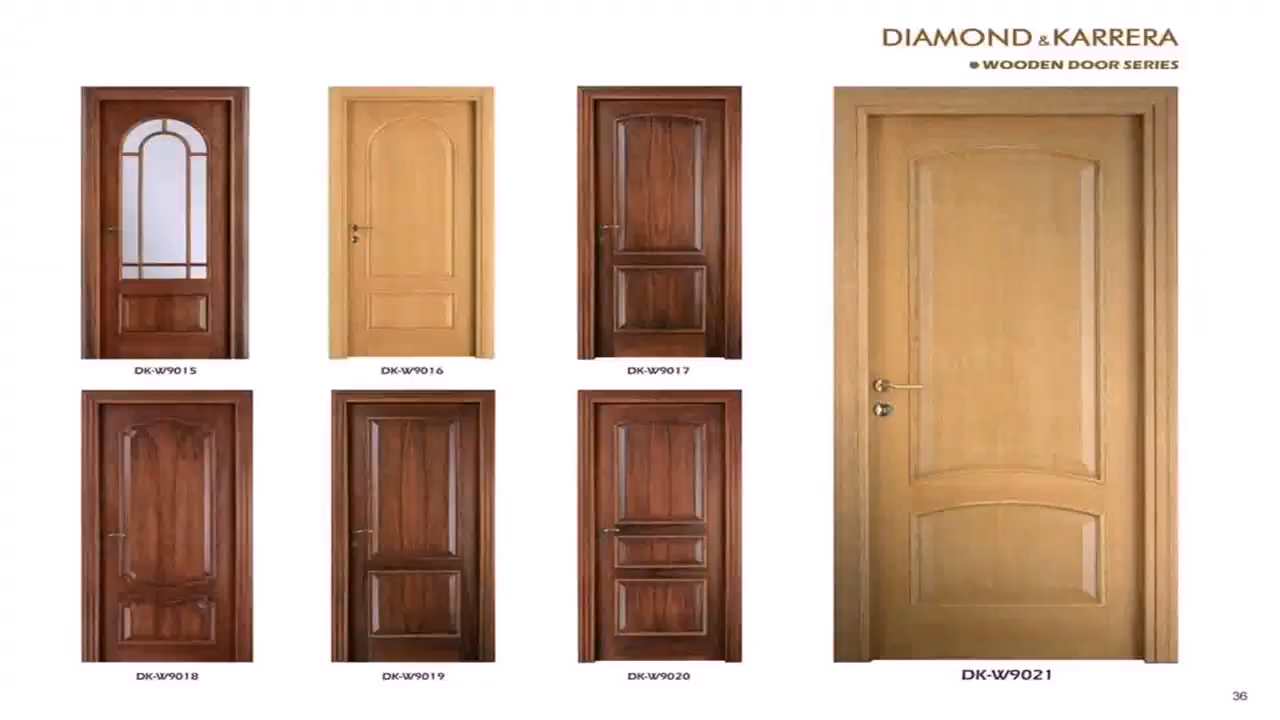 DIAMOND & KARRERA
WOODEN DOOR SERIES
DK-W9015
DK-W9016
DK-W9017
DK-W9018
DK-W9019
DK-W9020
DK-W9021
36